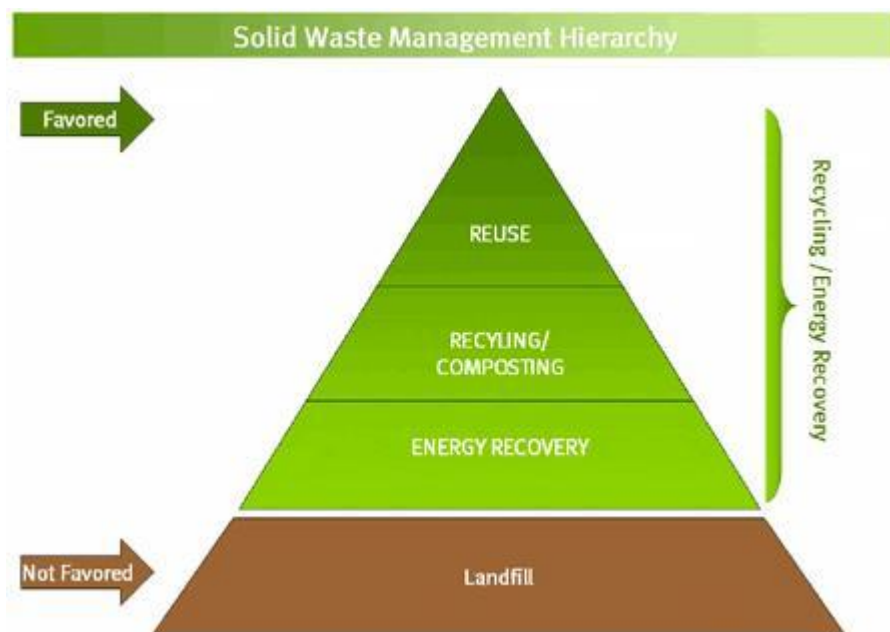 Solid Waste Management Hierarchy
Favored
REUSE
RECYLING/
COMPOSTING
ENERGY RECOVERY
Recycling /Energy Recovery
Not Favored
Landfill